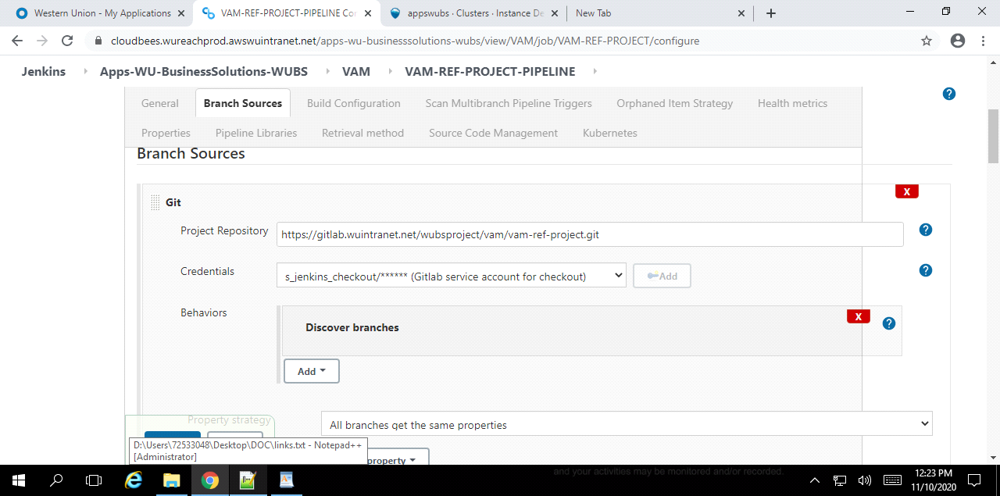 Western Union - My Applications
VAM-REF-PROJECT-PIPELINE Con
appswubs · Clusters · Instance De
New Tab
cloudbees.wureachprod.awswuintranet.net/apps-wu-businesssolutions-wubs/view/VAM/job/VAM-REF-PROJECT/configure
Jenkins Apps-WU-BusinessSolutions-WUBS VAM VAM-REF-PROJECT-PIPELINE
General Branch Sources Build Configuration Scan Multibranch Pipeline Triggers Orphaned Item Strategy Health metrics
Properties Pipeline Libraries Retrieval method Source Code Management Kubernetes
Branch Sources
X
Git
Project Repository https://gitlab.wuintranet.net/wubsproject/vam/vam-ref-project.git
Credentials s_jenkins_checkout/****** (Gitlab service account for checkout) Add
Behaviors
X
Discover branches
Add
Property strategy All branches get the same properties
D:\Users\72533048\Desktop\DOC\links.txt - Notepad++
[Administrator]
property
and your activities may be monitored and/or recorded.
12:23 PM
11/10/2020